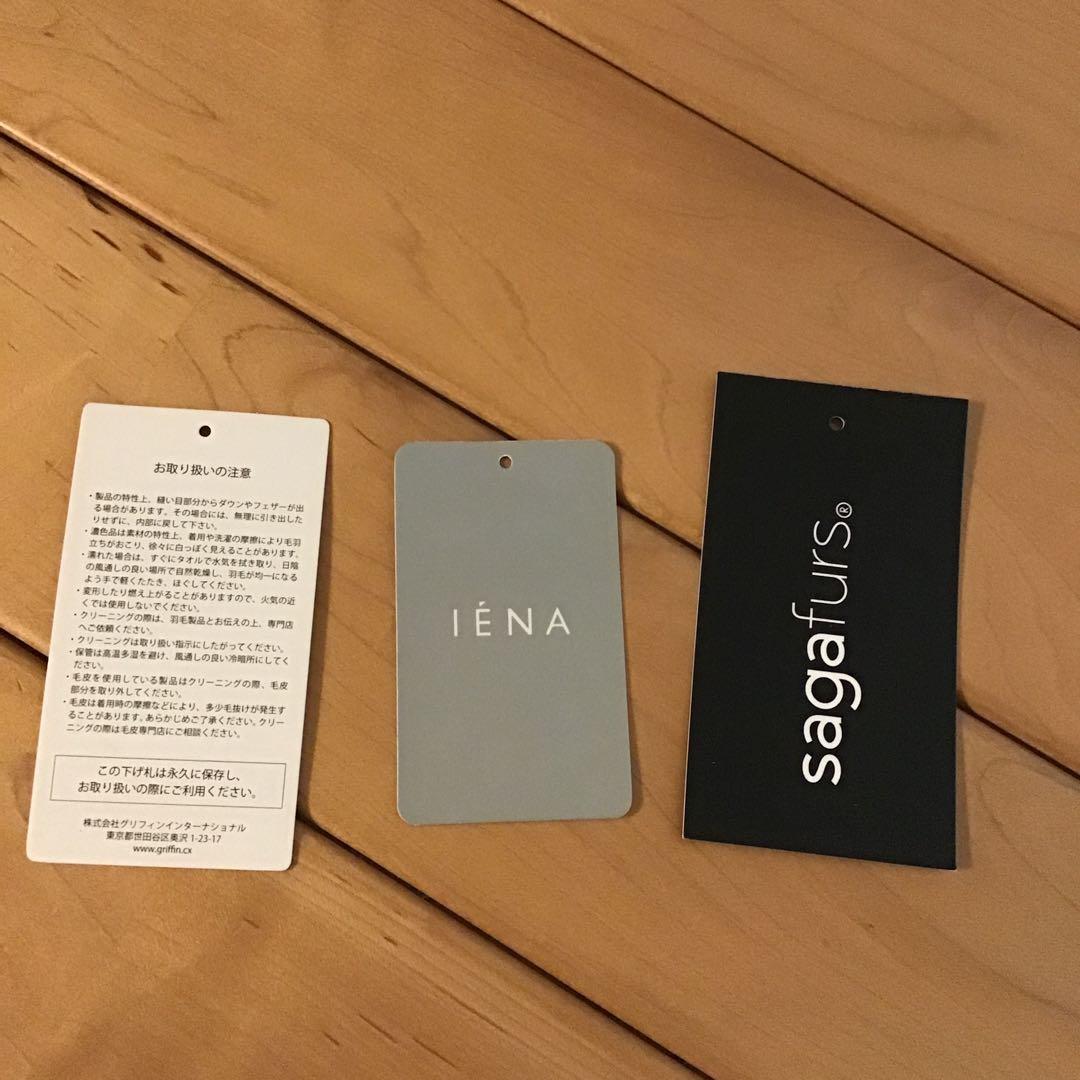 お取り扱いの注意
・製品の特性上、縫い目部分からダウンやフェザーが出
る場合があります。その場合には、無理に引き出した
りせずに、内部に戻して下さい。
・濃色品は素材の特性上、着用や洗濯の摩擦により毛羽
立ちがおこり、徐々に白っぽく見えることがあります。
・濡れた場合は、すぐにタオルで水気を拭き取り、日陰
の風通しの良い場所で自然乾燥し、羽毛が均一になる
よう手で軽くたたき、ほぐしてください。
・変形したり燃え上がることがありますので、火気の近
くでは使用しないでください。
・クリーニングの際は、羽毛製品とお伝えの上、専門店
へご依頼ください。
・クリーニングは取り扱い指示にしたがってください。
・保管は高温多湿を避け、風通しの良い冷暗所にしてく
ださい。
・毛皮を使用している製品はクリーニングの際、毛皮
部分を取り外してください。
・毛皮は着用時の摩擦などにより、多少毛抜けが発生す
ることがあります。あらかじめご了承ください。クリー
ニングの際は毛皮専門店にご相談ください。
この下げ札は永久に保存し、
お取り扱いの際にご利用ください。
株式会社グリフィンインターナショナル
東京都世田谷区奥沢 1-23-17
www.griffin.cx
IÉNA
sagafurs®